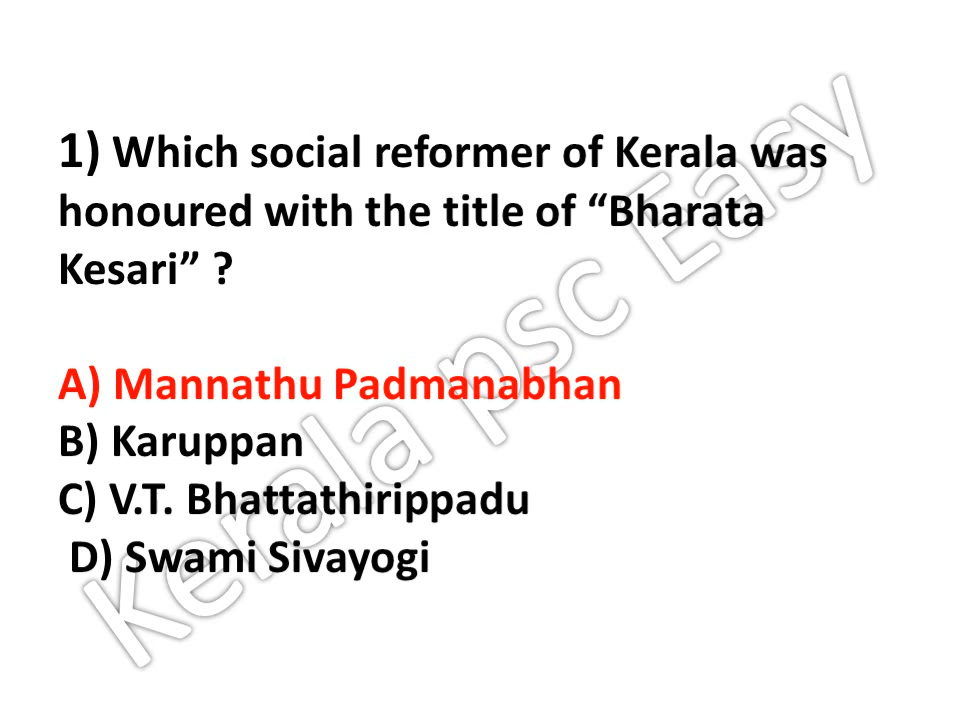 1) Which social reformer of Kerala was
honoured with the title of “Bharata
Kesari” ?
A) Mannathu Padmanabhan
B) Karuppan
C) V.T. Bhattathirippadu
D) Swami Sivayogi
Kerala psc Easy